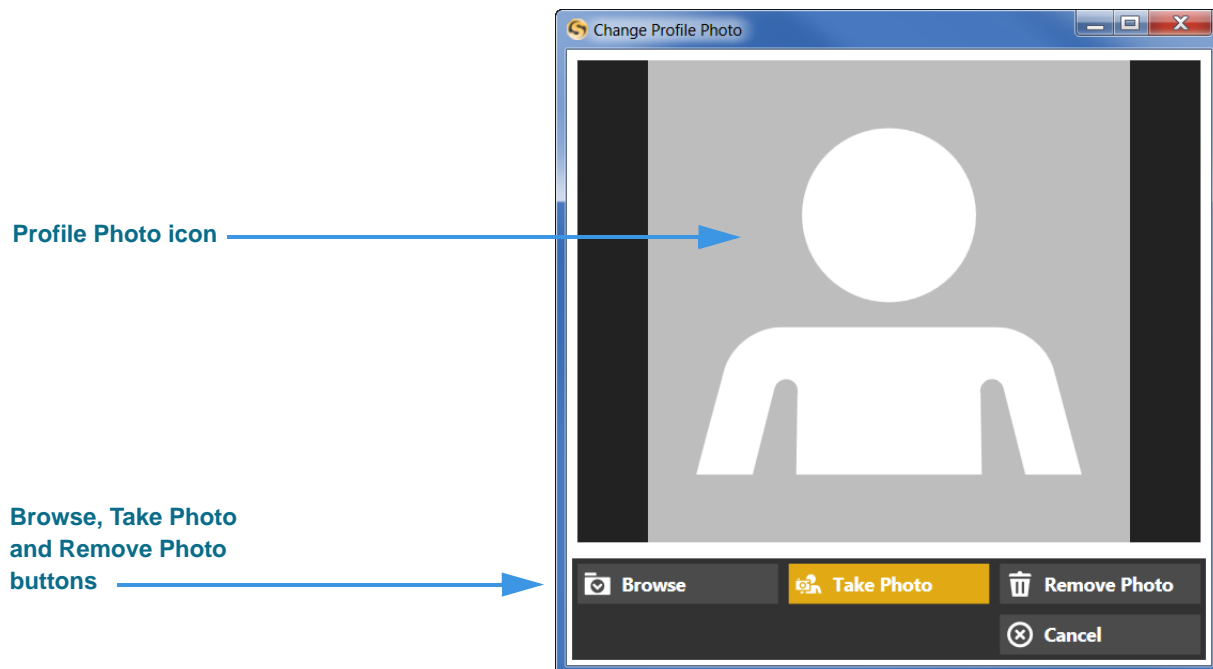 Change Profile Photo
Profile Photo icon
Browse, Take Photo
and Remove Photo
buttons
Browse
Take Photo
Remove Photo
Cancel